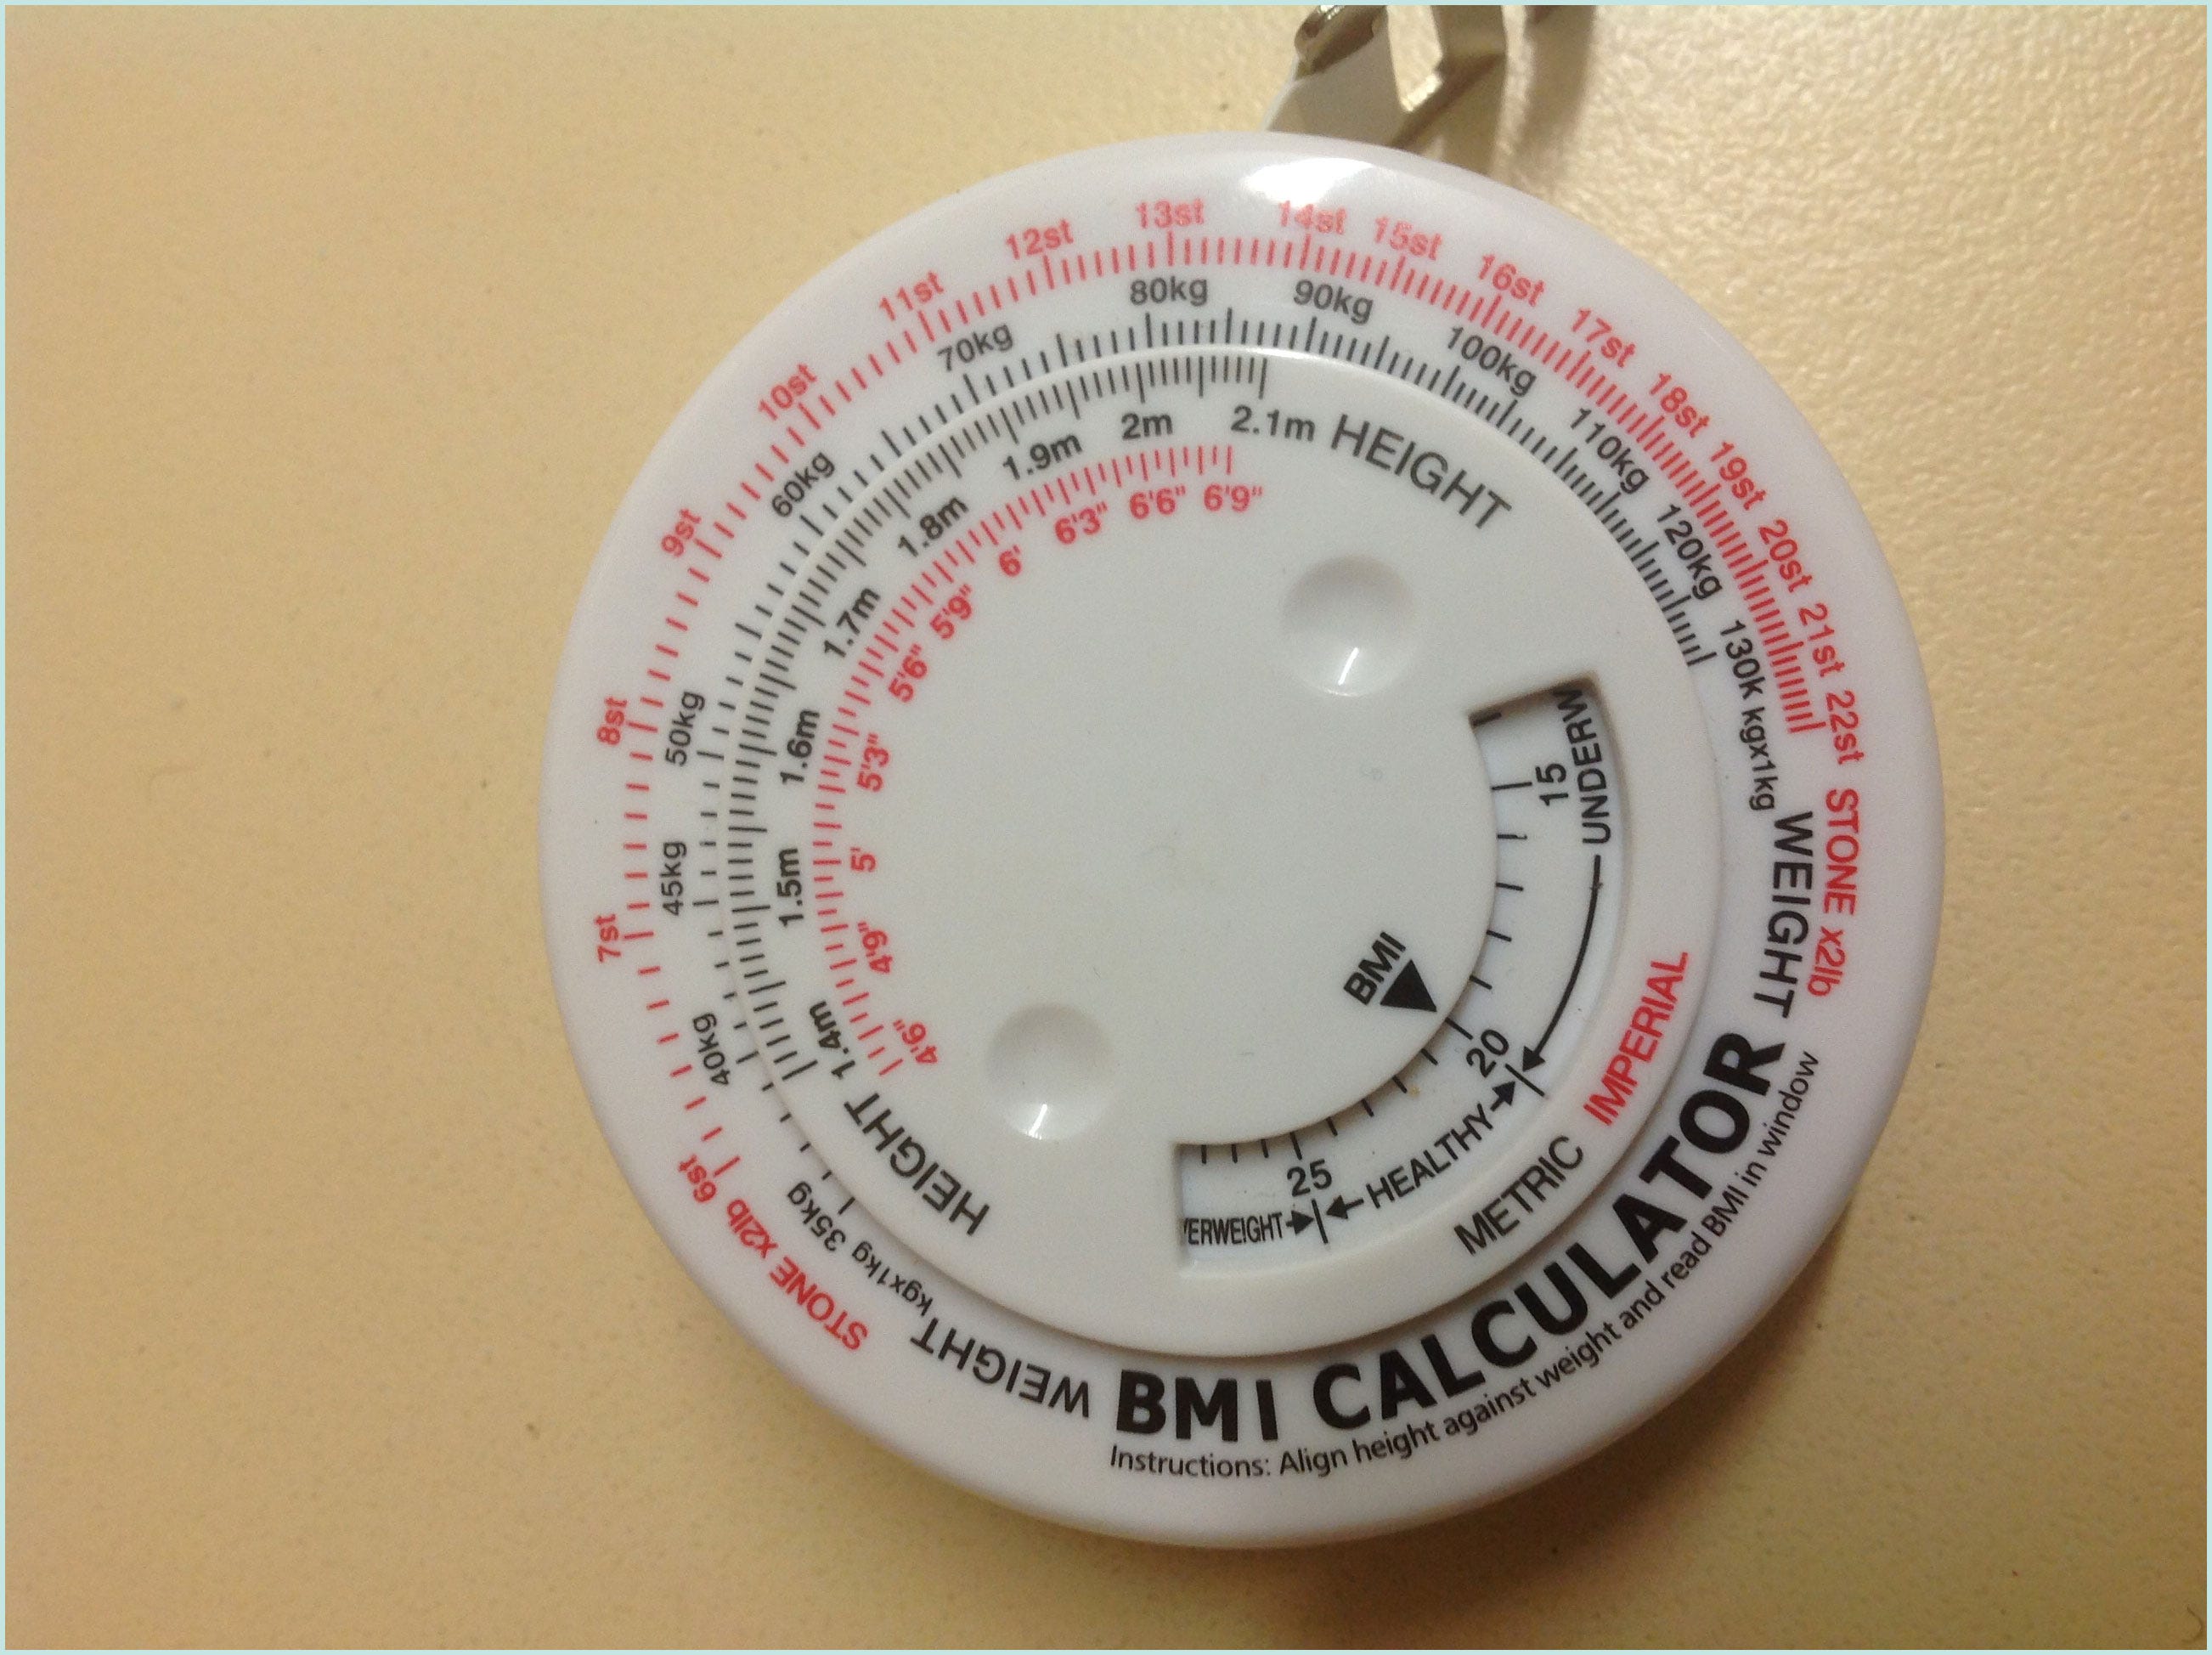 6st 7st 8st 9st 10st 11st 12st 13st 14st 15st 16st 17st 18st 19st 20st 21st 22st
STONE x2lb
STONE x2lb
35kg 40kg 45kg 50kg 60kg 70kg 80kg 90kg 100kg 110kg 120kg 130k kgx1kg
kgx1kg
WEIGHT
WEIGHT
HEIGHT 1.4m 1.5m 1.6m 1.7m 1.8m 1.9m 2m 2.1m HEIGHT
4'6" 4'9" 5' 5'3" 5'6" 5'9" 6' 6'3" 6'6" 6'9"
BMI
15 20 25
UNDERW
HEALTHY
ERWEIGHT
METRIC IMPERIAL
BMI CALCULATOR
Instructions: Align height against weight and read BMI in window